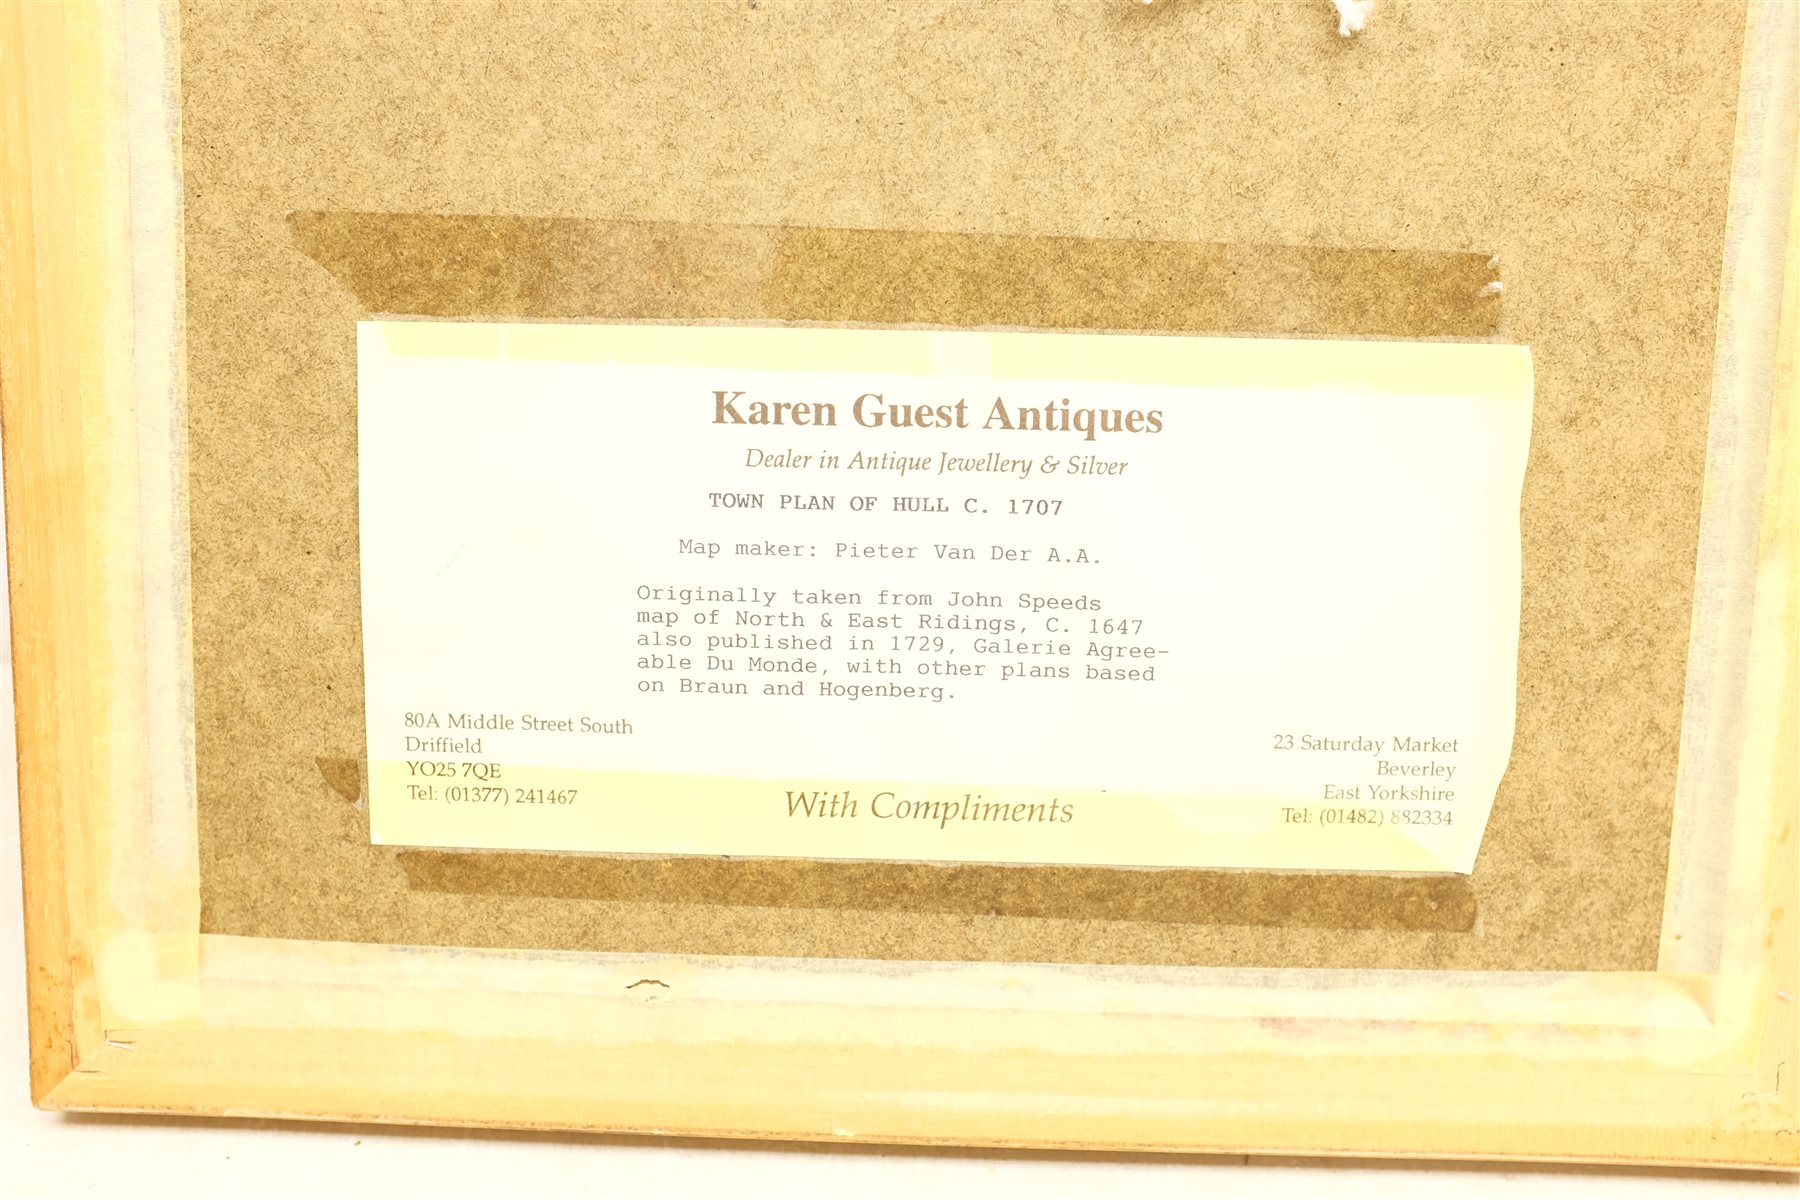 Karen Guest Antiques
Dealer in Antique Jewellery & Silver
TOWN PLAN OF HULL C. 1707
Map maker: Pieter Van Der A.A.
Originally taken from John Speeds
map of North & East Ridings, C. 1647
also published in 1729, Galerie Agree-
able Du Monde, with other plans based
on Braun and Hogenberg.
80A Middle Street South
Driffield
YO25 7QE
Tel: (01377) 241467
With Compliments
23 Saturday Market
Beverley
East Yorkshire
Tel: (01482) 882334